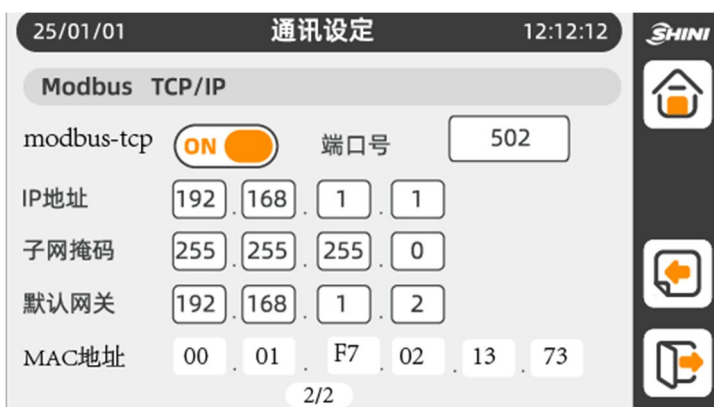 25/01/01 通讯设定 12:12:12 SHINI
Modbus TCP/IP
modbus-tcp ON 端口号 502
IP地址 192 . 168 . 1 . 1
子网掩码 255 . 255 . 255 . 0
默认网关 192 . 168 . 1 . 2
MAC地址 00 . 01 . F7 . 02 . 13 . 73
2/2